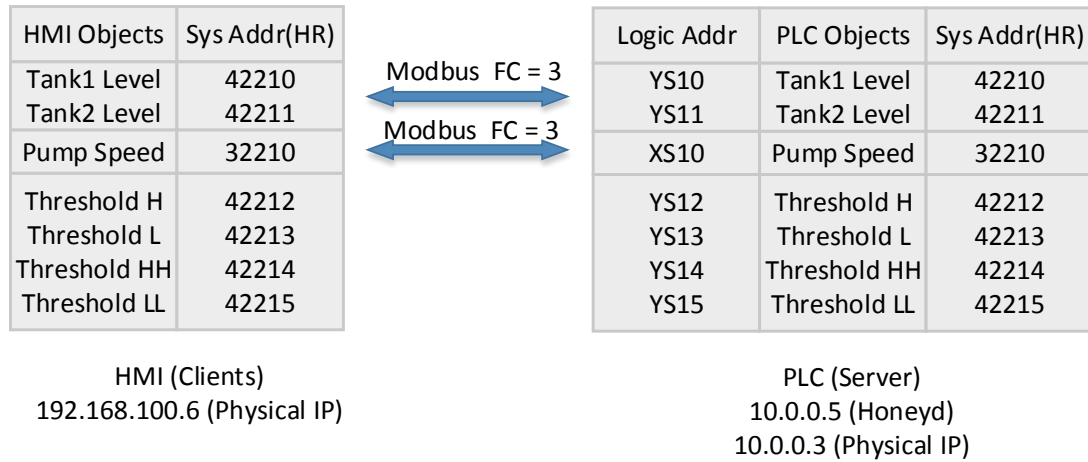 HMI Objects Sys Addr(HR)
Tank1 Level 42210
Tank2 Level 42211
Pump Speed 32210
Threshold H 42212
Threshold L 42213
Threshold HH 42214
Threshold LL 42215
HMI (Clients)
192.168.100.6 (Physical IP)
Modbus FC = 3
Modbus FC = 3
Logic Addr PLC Objects Sys Addr(HR)
YS10 Tank1 Level 42210
YS11 Tank2 Level 42211
XS10 Pump Speed 32210
YS12 Threshold H 42212
YS13 Threshold L 42213
YS14 Threshold HH 42214
YS15 Threshold LL 42215
PLC (Server)
10.0.0.5 (Honeyd)
10.0.0.3 (Physical IP)